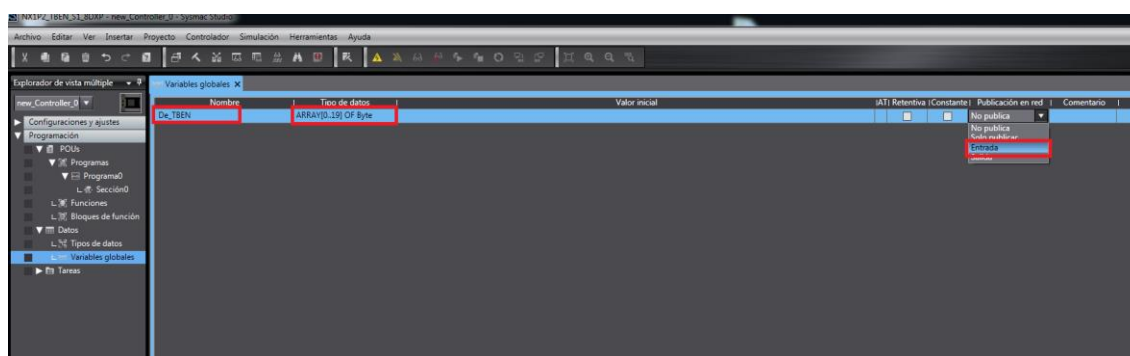 NX1P2_TBEN_S1_8DXP - new_Controller_0 - Sysmac Studio
Archivo Editar Ver Insertar Proyecto Controlador Simulación Herramientas Ayuda
Explorador de vista múltiple
Variables globales
new_Controller_0
Nombre Tipo de datos Valor inicial AT Retentiva Constante Publicación en red Comentario
De_TBEN ARRAY[0..19] OF Byte No publica
Configuraciones y ajustes
No publica
Programación
Solo publicar
POUs
Entrada
Salida
Programas
Programa0
Sección0
Funciones
Bloques de función
Datos
Tipos de datos
Variables globales
Tareas